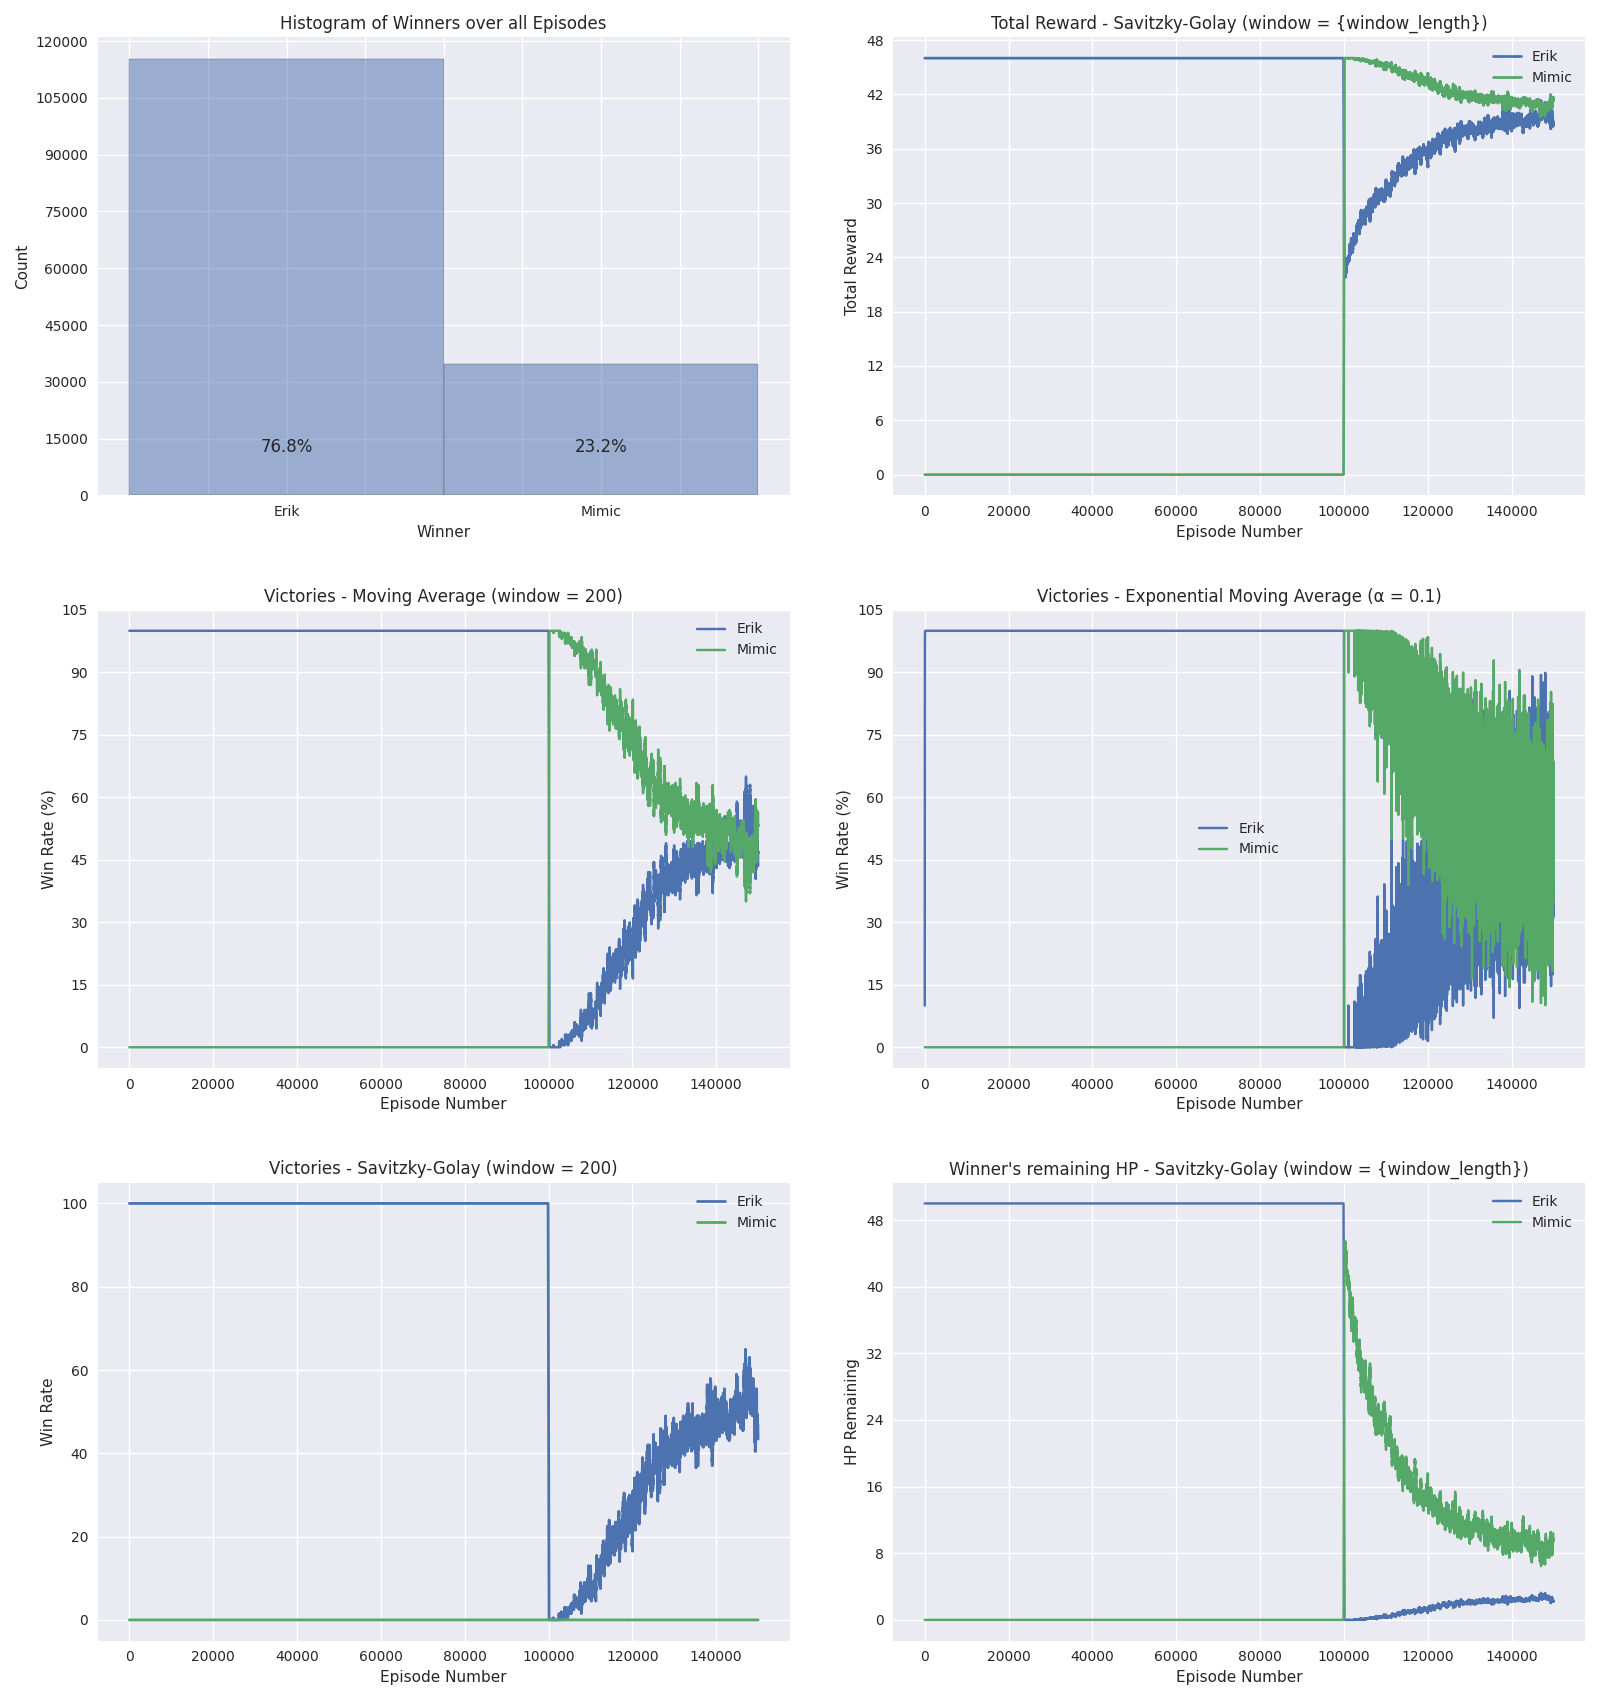 Histogram of Winners over all Episodes
120000
105000
90000
75000
60000
45000
30000
15000
0
Count
76.8%
23.2%
Erik
Mimic
Winner
Total Reward - Savitzky-Golay (window = {window_length})
48
42
36
30
24
18
12
6
0
Total Reward
Erik
Mimic
0
20000
40000
60000
80000
100000
120000
140000
Episode Number
Victories - Moving Average (window = 200)
105
90
75
60
45
30
15
0
Win Rate (%)
Erik
Mimic
0
20000
40000
60000
80000
100000
120000
140000
Episode Number
Victories - Exponential Moving Average (α = 0.1)
105
90
75
60
45
30
15
0
Win Rate (%)
Erik
Mimic
0
20000
40000
60000
80000
100000
120000
140000
Episode Number
Victories - Savitzky-Golay (window = 200)
100
80
60
40
20
0
Win Rate
Erik
Mimic
0
20000
40000
60000
80000
100000
120000
140000
Episode Number
Winner's remaining HP - Savitzky-Golay (window = {window_length})
48
40
32
24
16
8
0
HP Remaining
Erik
Mimic
0
20000
40000
60000
80000
100000
120000
140000
Episode Number